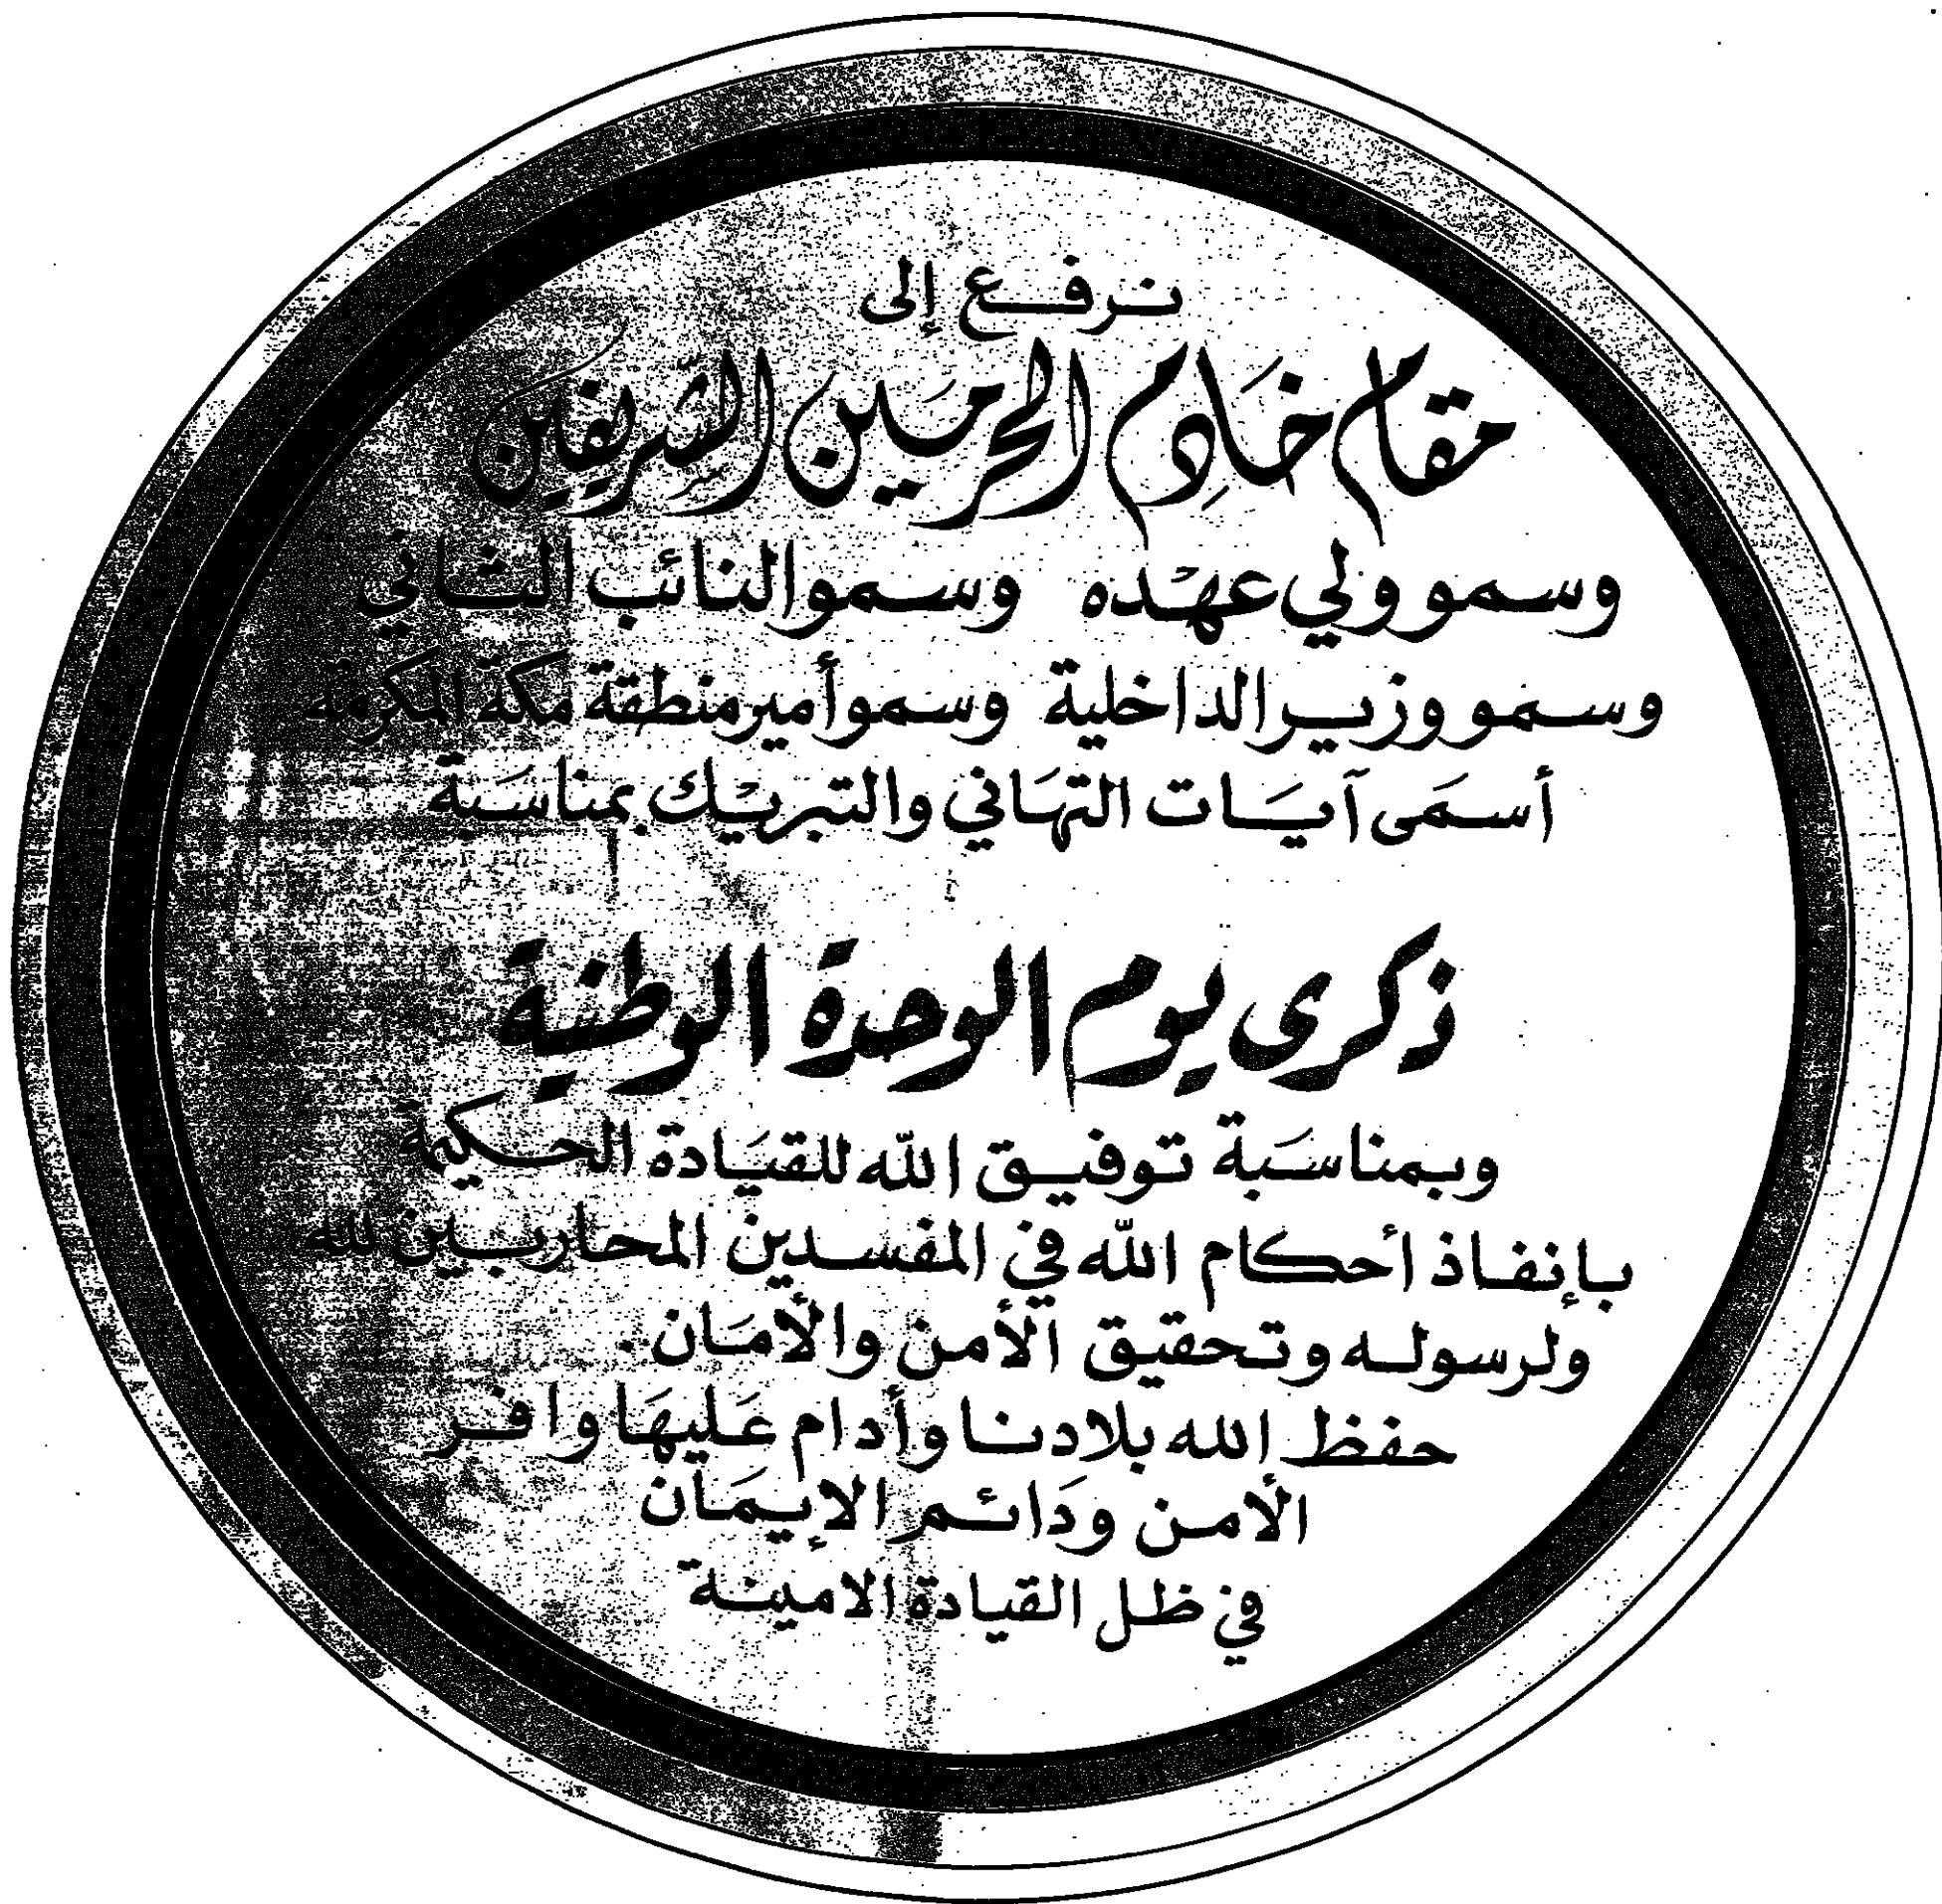 نرفع إلى
مقام خادم الحرمين الشريفين
وسمو ولي عهده وسمو النائب الثاني
وسمو وزير الداخلية وسمو أمير منطقة مكة المكرمة
أسمى آيات التهاني والتبريك بمناسبة
ذكرى يوم الوحدة الوطنية
وبمناسبة توفيق الله للقيادة الحكيمة
بإنفاذ أحكام الله في المفسدين المحاربين لله
ولرسوله وتحقيق الأمن والأمان.
حفظ الله بلادنا وأدام عليها وافر
الأمن ودائم الإيمان
في ظل القيادة الامينة